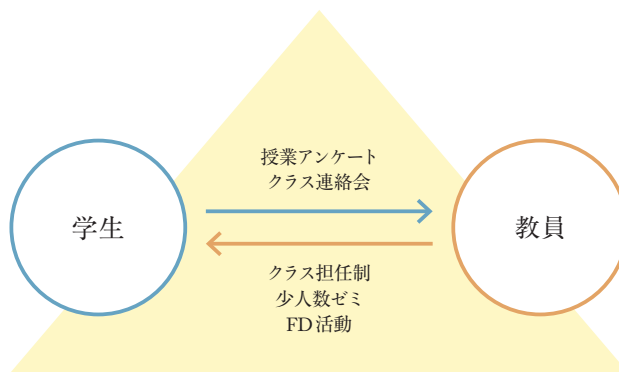 授業アンケート
クラス連絡会
学生
教員
クラス担任制
少人数ゼミ
FD活動